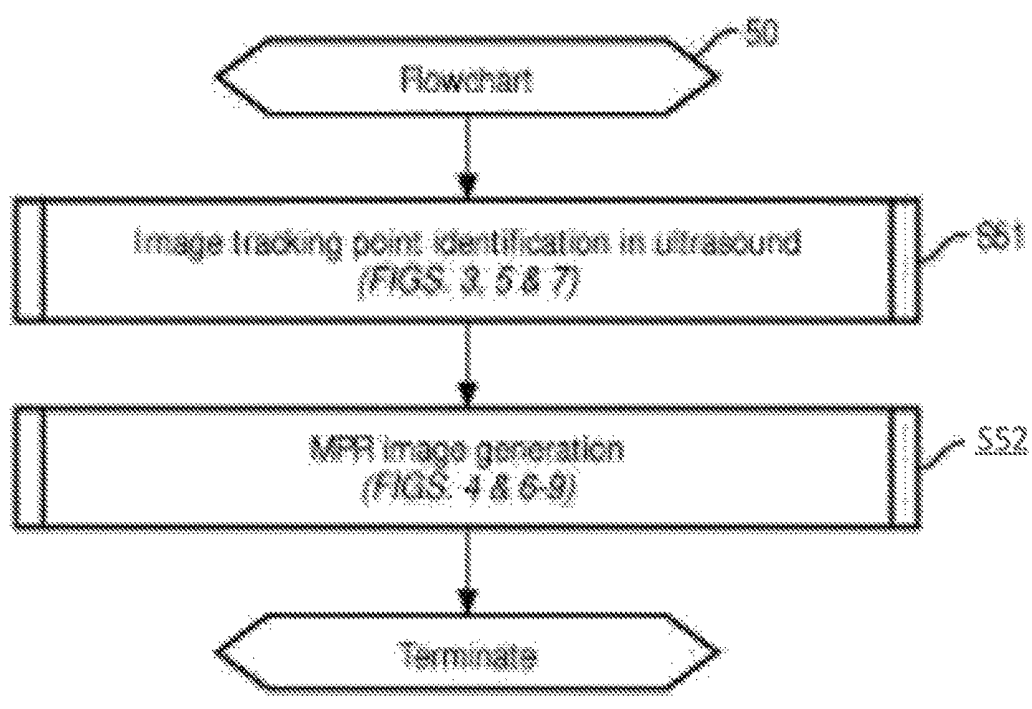 Flowchart
50
Image tracking point identification in ultrasound
(FIGS. 3, 5 & 7)
S51
MPR image generation
(FIGS. 4 & 6-9)
S52
Terminate